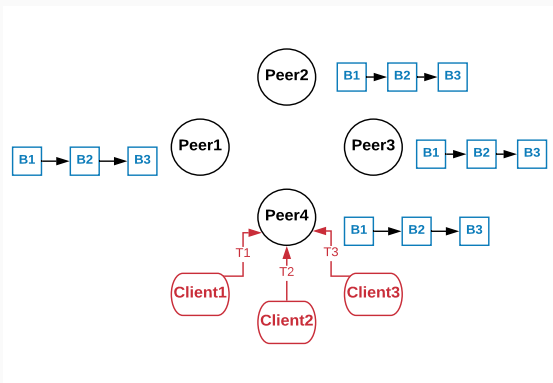 Peer2
B1 B2 B3
Peer1
Peer3
B1 B2 B3
B1 B2 B3
Peer4
B1 B2 B3
T1
T2
T3
Client1
Client2
Client3